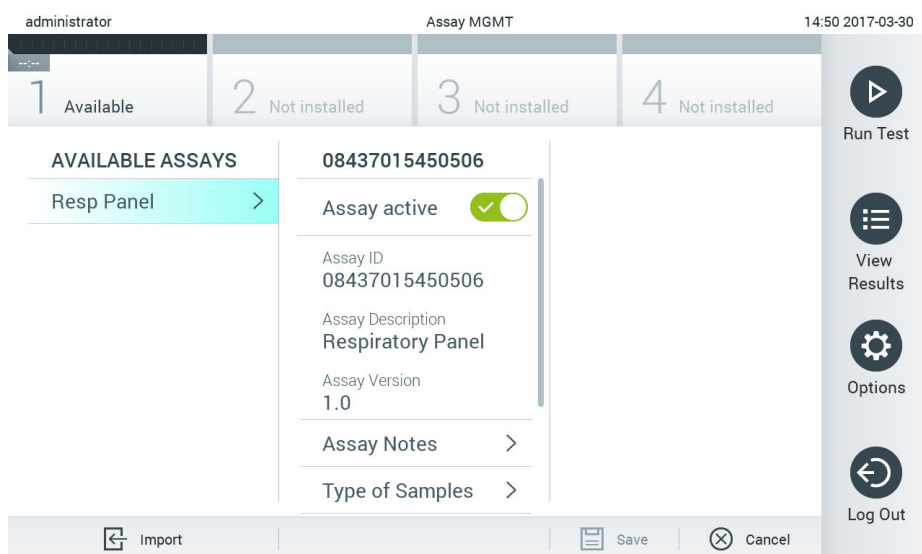 administrator
Assay MGMT
14:50 2017-03-30
--:--
1 Available
2 Not installed
3 Not installed
4 Not installed
Run Test
View
Results
Options
Log Out
AVAILABLE ASSAYS
Resp Panel
08437015450506
Assay active
Assay ID
08437015450506
Assay Description
Respiratory Panel
Assay Version
1.0
Assay Notes
Type of Samples
Import
Save
Cancel